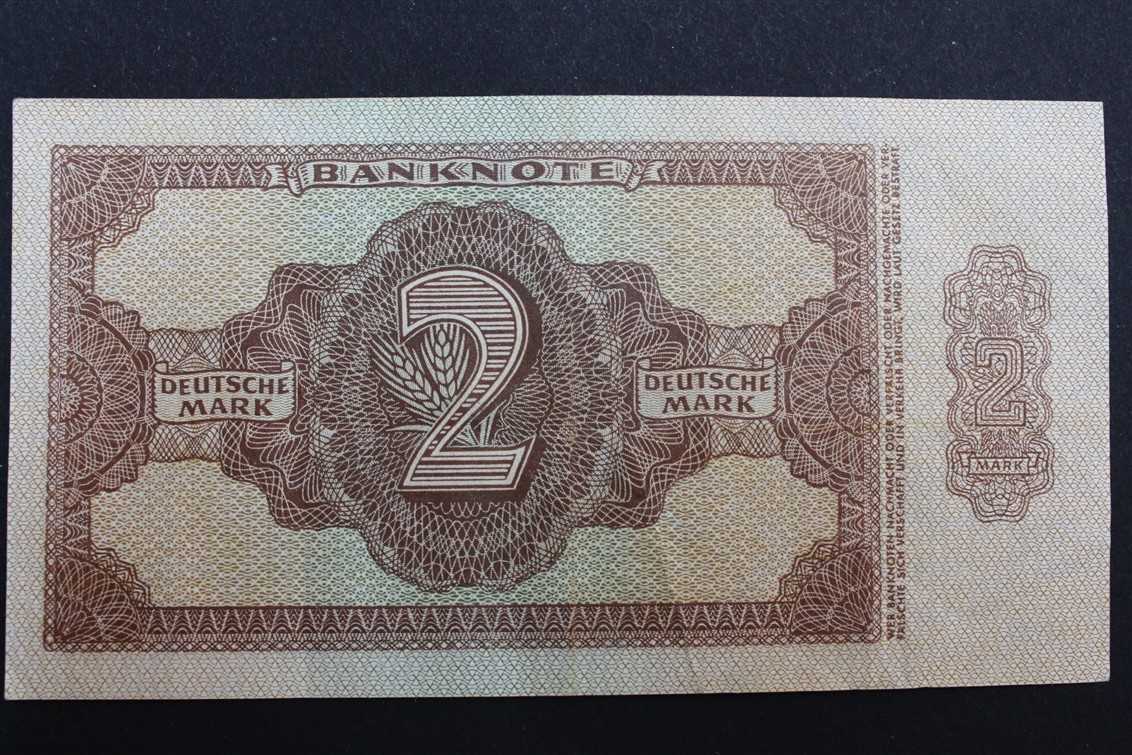 BANKNOTE
2
DEUTSCHE
MARK
DEUTSCHE
MARK
WER BANKNOTEN NACHMACHT ODER VERFÄLSCHT ODER NACHGEMACHTE ODER VER-
FÄLSCHTE SICH VERSCHAFFT UND IN VERKEHR BRINGT, WIRD LAUT GESETZ BESTRAFT.
2
MARK